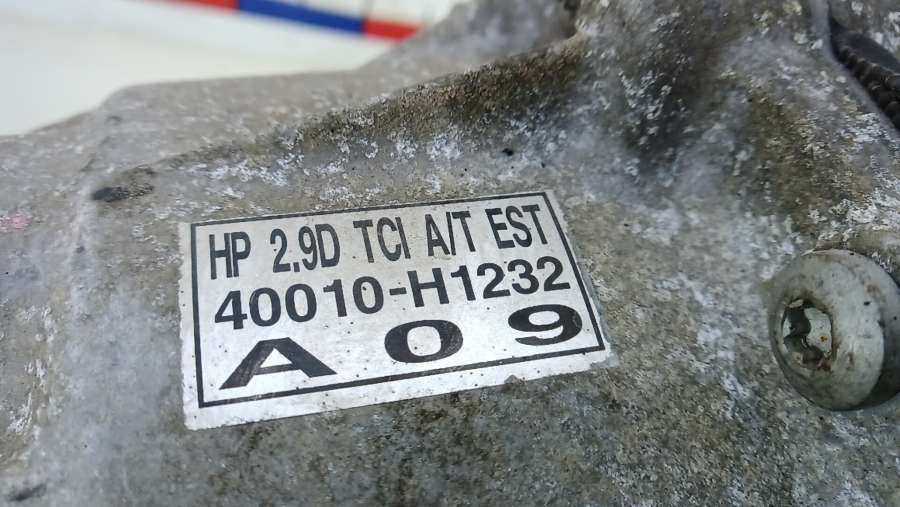 HP 2.9D TCI A/T EST
40010-H1232
A09